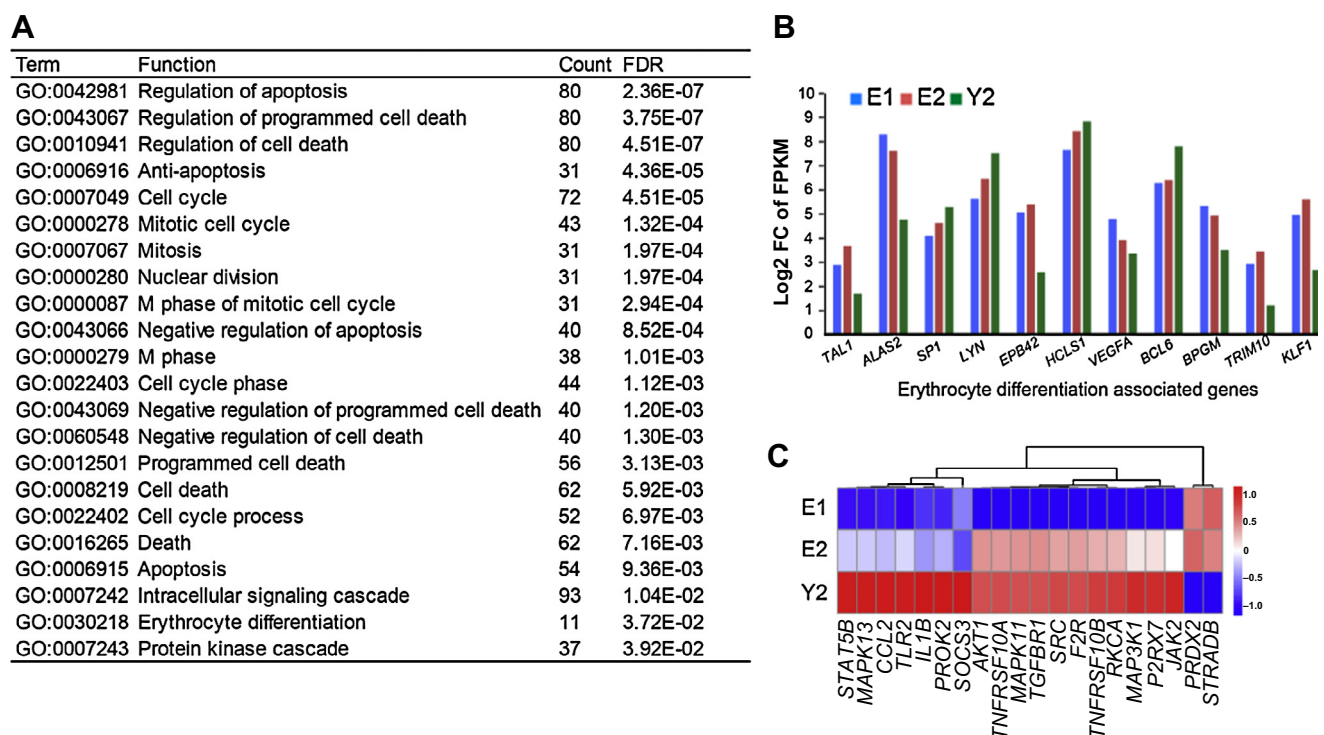 A
Term Function Count FDR
GO:0042981 Regulation of apoptosis 80 2.36E-07
GO:0043067 Regulation of programmed cell death 80 3.75E-07
GO:0010941 Regulation of cell death 80 4.51E-07
GO:0006916 Anti-apoptosis 31 4.36E-05
GO:0007049 Cell cycle 72 4.51E-05
GO:0000278 Mitotic cell cycle 43 1.32E-04
GO:0007067 Mitosis 31 1.97E-04
GO:0000280 Nuclear division 31 1.97E-04
GO:0000087 M phase of mitotic cell cycle 31 2.94E-04
GO:0043066 Negative regulation of apoptosis 40 8.52E-04
GO:0000279 M phase 38 1.01E-03
GO:0022403 Cell cycle phase 44 1.12E-03
GO:0043069 Negative regulation of programmed cell death 40 1.20E-03
GO:0060548 Negative regulation of cell death 40 1.30E-03
GO:0012501 Programmed cell death 56 3.13E-03
GO:0008219 Cell death 62 5.92E-03
GO:0022402 Cell cycle process 52 6.97E-03
GO:0016265 Death 62 7.16E-03
GO:0006915 Apoptosis 54 9.36E-03
GO:0007242 Intracellular signaling cascade 93 1.04E-02
GO:0030218 Erythrocyte differentiation 11 3.72E-02
GO:0007243 Protein kinase cascade 37 3.92E-02
B
E1 E2 Y2
Log2 FC of FPKM
10
9
8
7
6
5
4
3
2
1
0
TAL1 ALAS2 SP1 LYN EPB42 HCLS1 VEGFA BCL6 BPGM TRIM10 KLF1
Erythrocyte differentiation associated genes
C
E1
E2
Y2
1.0
0.5
0
−0.5
−1.0
STAT5B
MAPK13
CCL2
TLR2
IL1B
PROK2
SOCS3
AKT1
TNFRSF10A
MAPK11
TGFBR1
SRC
F2R
TNFRSF10B
RKCA
MAP3K1
P2RX7
JAK2
PRDX2
STRADB